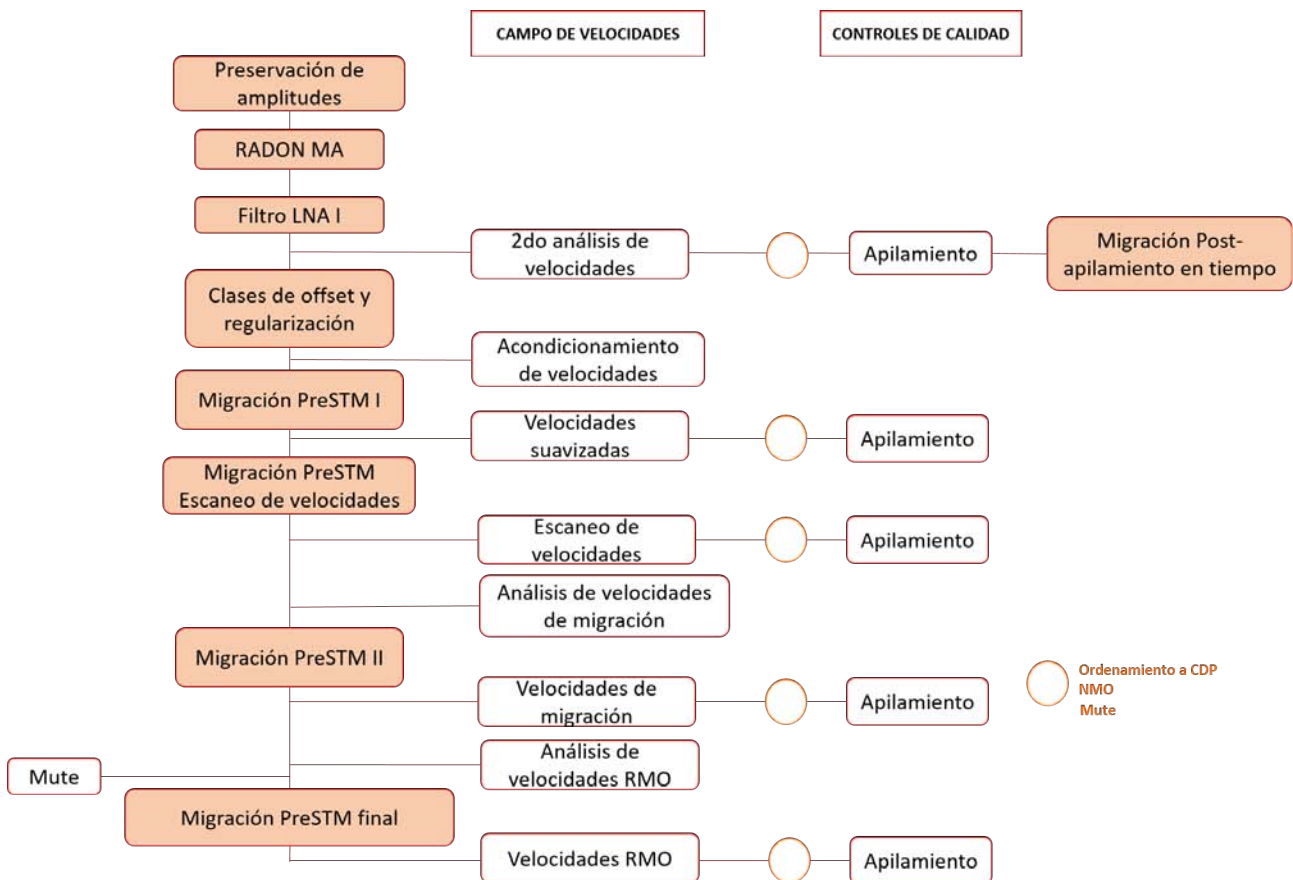 CAMPO DE VELOCIDADES
CONTROLES DE CALIDAD
Preservación de
amplitudes
RADON MA
Filtro LNA I
2do análisis de
velocidades
Apilamiento
Migración Post-
apilamiento en tiempo
Clases de offset y
regularización
Acondicionamiento
de velocidades
Migración PreSTM I
Velocidades
suavizadas
Apilamiento
Migración PreSTM
Escaneo de velocidades
Escaneo de
velocidades
Apilamiento
Análisis de velocidades
de migración
Migración PreSTM II
Velocidades de
migración
Apilamiento
Ordenamiento a CDP
NMO
Mute
Análisis de
velocidades RMO
Mute
Migración PreSTM final
Velocidades RMO
Apilamiento